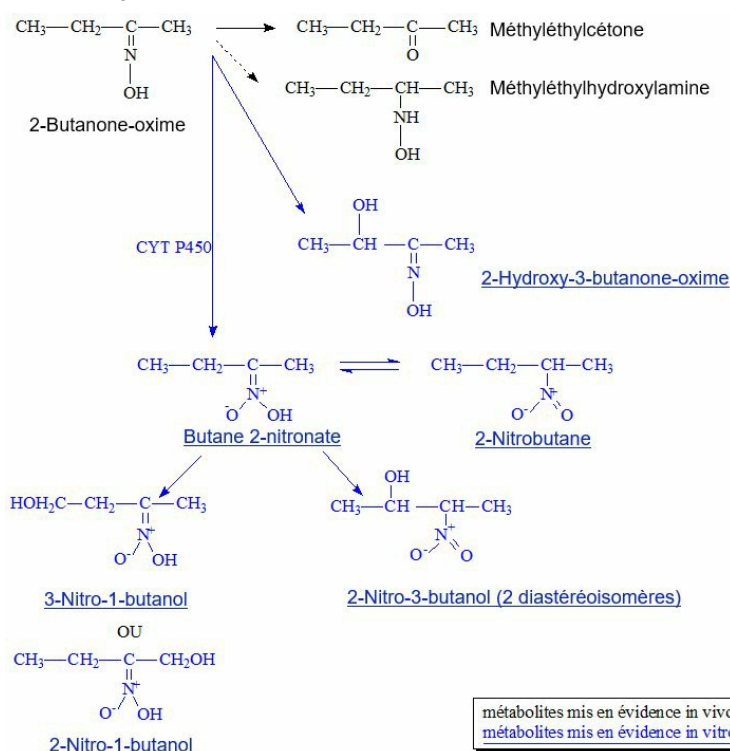 CH₃—CH₂—C—CH₃
N
OH
2-Butanone-oxime
CH₃—CH₂—C—CH₃ Méthyléthylcétone
O
CH₃—CH₂—CH—CH₃ Méthyléthylhydroxylamine
NH
OH
CYT P450
OH
CH₃—CH—C—CH₃
N
OH
2-Hydroxy-3-butanone-oxime
CH₃—CH₂—C—CH₃
⁻O N⁺ OH
Butane 2-nitronate
CH₃—CH₂—CH—CH₃
O⁻ N⁺ O
2-Nitrobutane
HOH₂C—CH₂—C—CH₃
O⁻ N⁺ OH
3-Nitro-1-butanol
OU
CH₃—CH₂—C—CH₂OH
O⁻ N⁺ OH
2-Nitro-1-butanol
OH
CH₃—CH—CH—CH₃
O⁻ N⁺ O
2-Nitro-3-butanol (2 diastéréoisomères)
métabolites mis en évidence in vivo
métabolites mis en évidence in vitro